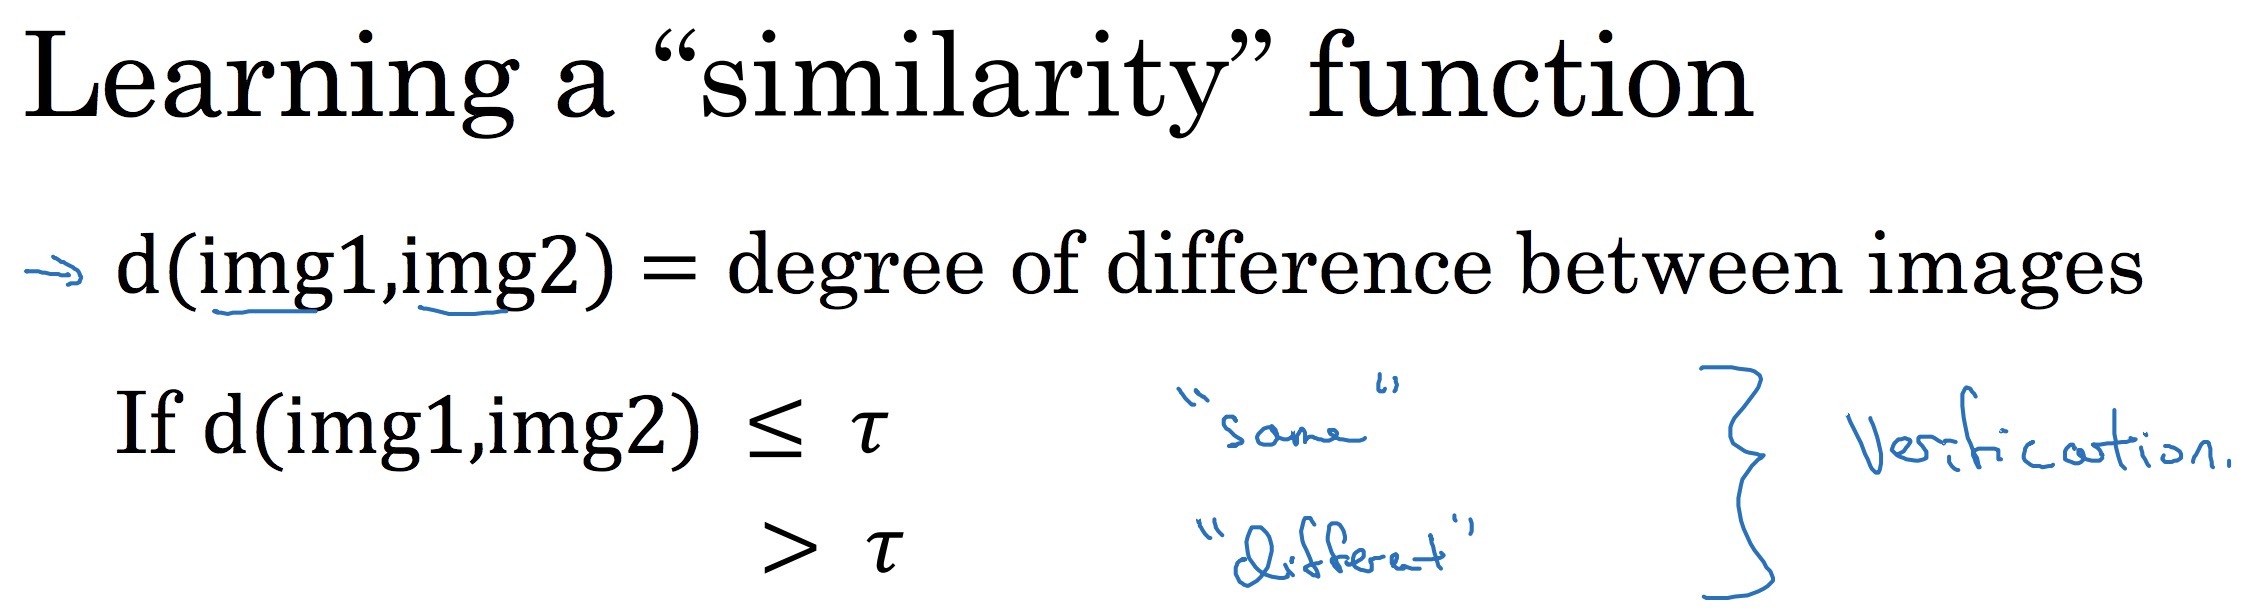 Learning a “similarity” function
→ d(img1,img2) = degree of difference between images
If d(img1,img2) ≤ τ "same"
> τ "different"
Verification.